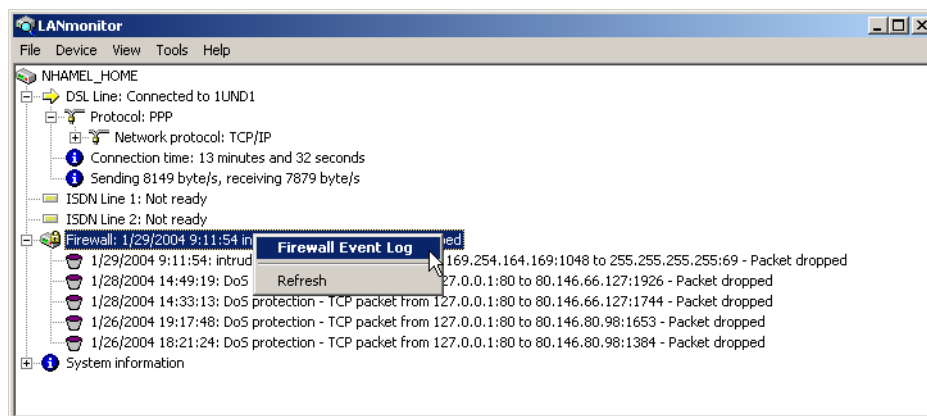 LANmonitor
File Device View Tools Help
NHAMEL_HOME
DSL Line: Connected to 1UND1
Protocol: PPP
Network protocol: TCP/IP
Connection time: 13 minutes and 32 seconds
Sending 8149 byte/s, receiving 7879 byte/s
ISDN Line 1: Not ready
ISDN Line 2: Not ready
Firewall: 1/29/2004 9:11:54 in
Firewall Event Log
Refresh
1/29/2004 9:11:54: intrud 169.254.164.169:1048 to 255.255.255.255:69 - Packet dropped
1/28/2004 14:49:19: DoS 27.0.0.1:80 to 80.146.66.127:1926 - Packet dropped
1/28/2004 14:33:13: DoS protection - TCP packet from 127.0.0.1:80 to 80.146.66.127:1744 - Packet dropped
1/26/2004 19:17:48: DoS protection - TCP packet from 127.0.0.1:80 to 80.146.80.98:1653 - Packet dropped
1/26/2004 18:21:24: DoS protection - TCP packet from 127.0.0.1:80 to 80.146.80.98:1384 - Packet dropped
System information